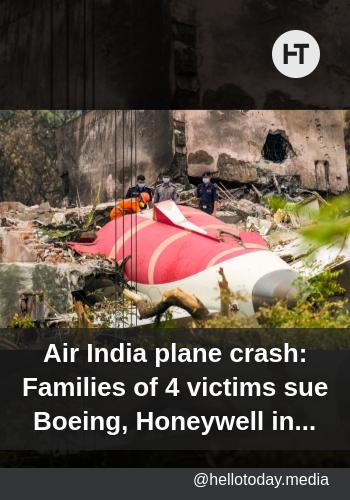 HT
Air India plane crash:
Families of 4 victims sue
Boeing, Honeywell in...
@hellotoday.media